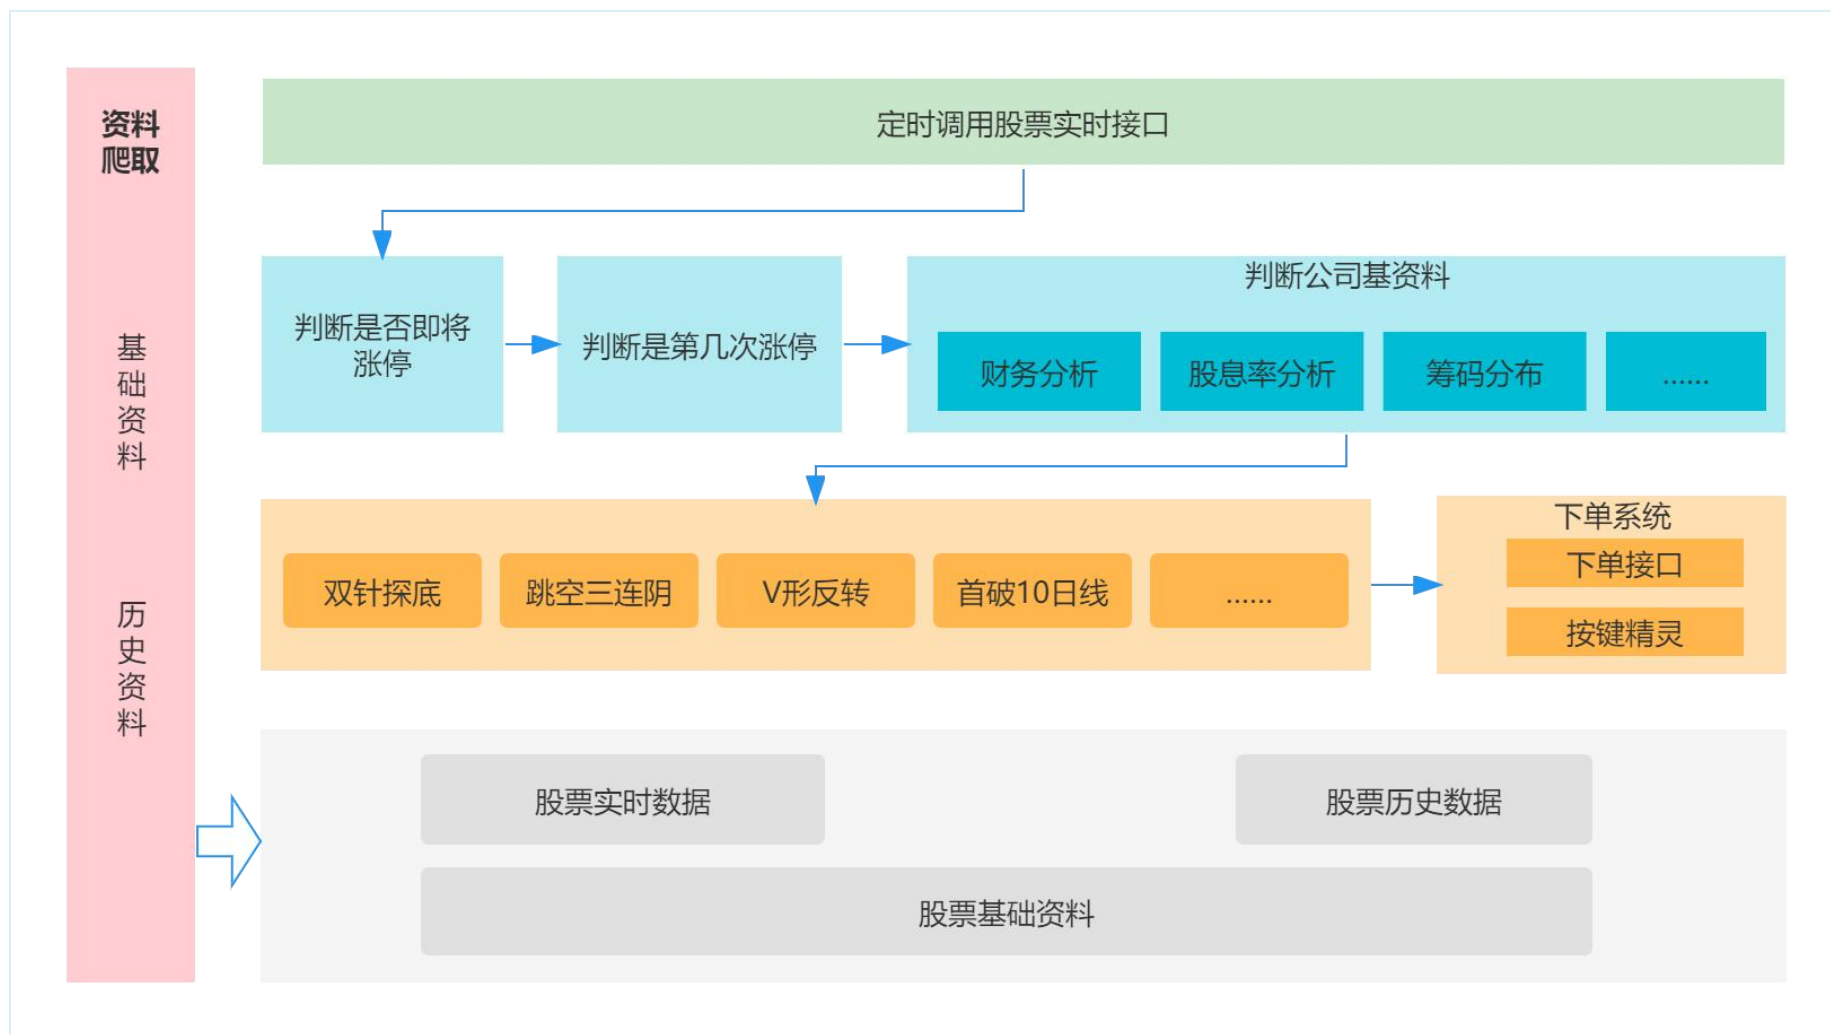 资料
爬取
基
础
资
料
历
史
资
料
定时调用股票实时接口
判断是否即将
涨停
判断是第几次涨停
判断公司基资料
财务分析
股息率分析
筹码分布
......
双针探底
跳空三连阴
V形反转
首破10日线
......
下单系统
下单接口
按键精灵
股票实时数据
股票历史数据
股票基础资料